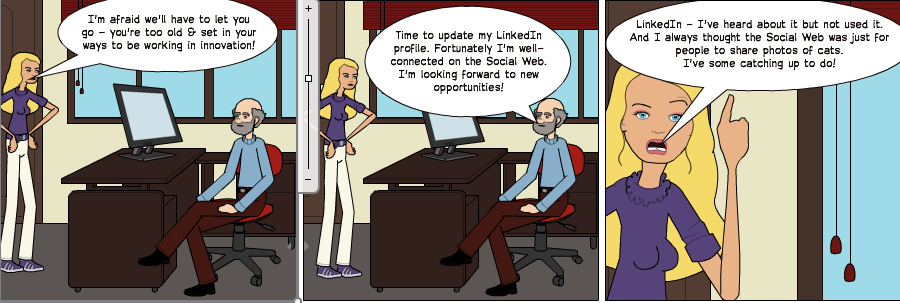 I'm afraid we'll have to let you
go – you're too old & set in your
ways to be working in innovation!
Time to update my LinkedIn
profile. Fortunately I'm well-
connected on the Social Web.
I'm looking forward to new
opportunities!
LinkedIn – I've heard about it but not used it.
And I always thought the Social Web was just for
people to share photos of cats.
I've some catching up to do!